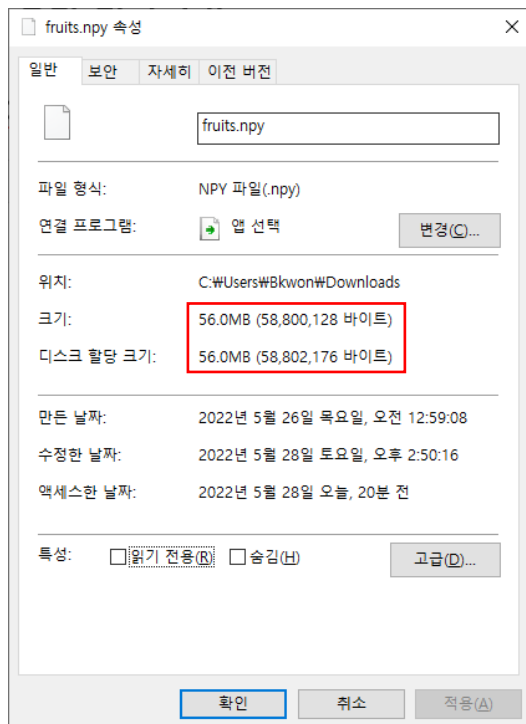 fruits.npy 속성
일반 보안 자세히 이전 버전
fruits.npy
파일 형식: NPY 파일(.npy)
연결 프로그램: 앱 선택 변경(C)...
위치: C:₩Users₩Bkwon₩Downloads
크기: 56.0MB (58,800,128 바이트)
디스크 할당 크기: 56.0MB (58,802,176 바이트)
만든 날짜: 2022년 5월 26일 목요일, 오전 12:59:08
수정한 날짜: 2022년 5월 28일 토요일, 오후 2:50:16
액세스한 날짜: 2022년 5월 28일 오늘, 20분 전
특성: 읽기 전용(R) 숨김(H) 고급(D)...
확인 취소 적용(A)